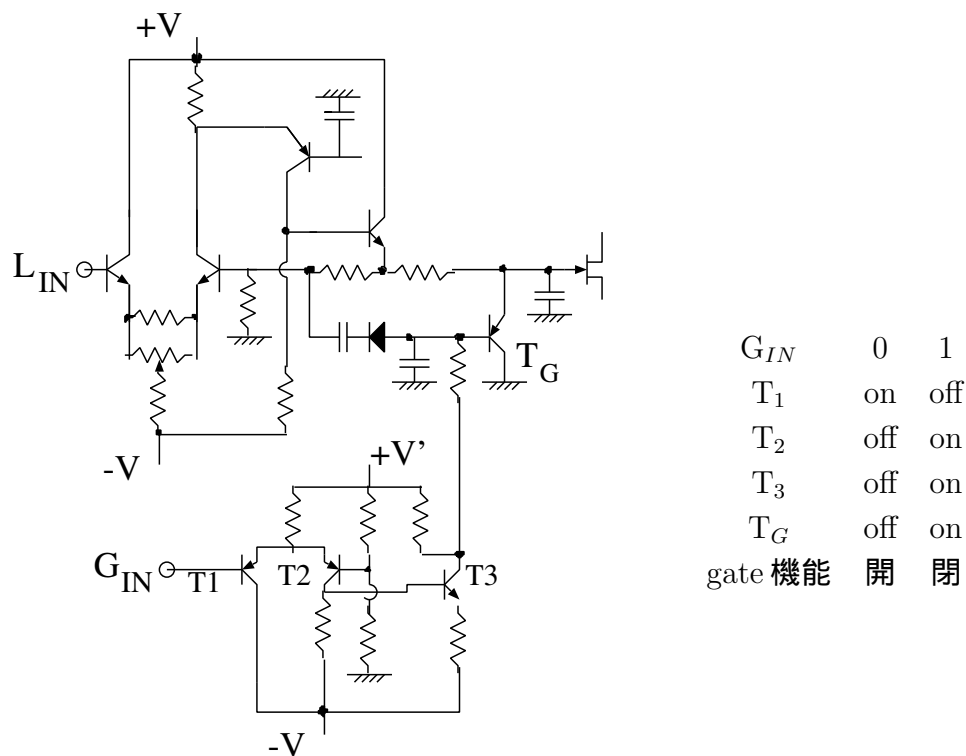 +V
L_IN
T_G
-V
+V'
G_IN
T1
T2
T3
-V
G_IN 0 1
T_1 on off
T_2 off on
T_3 off on
T_G off on
gate 機能 開 閉